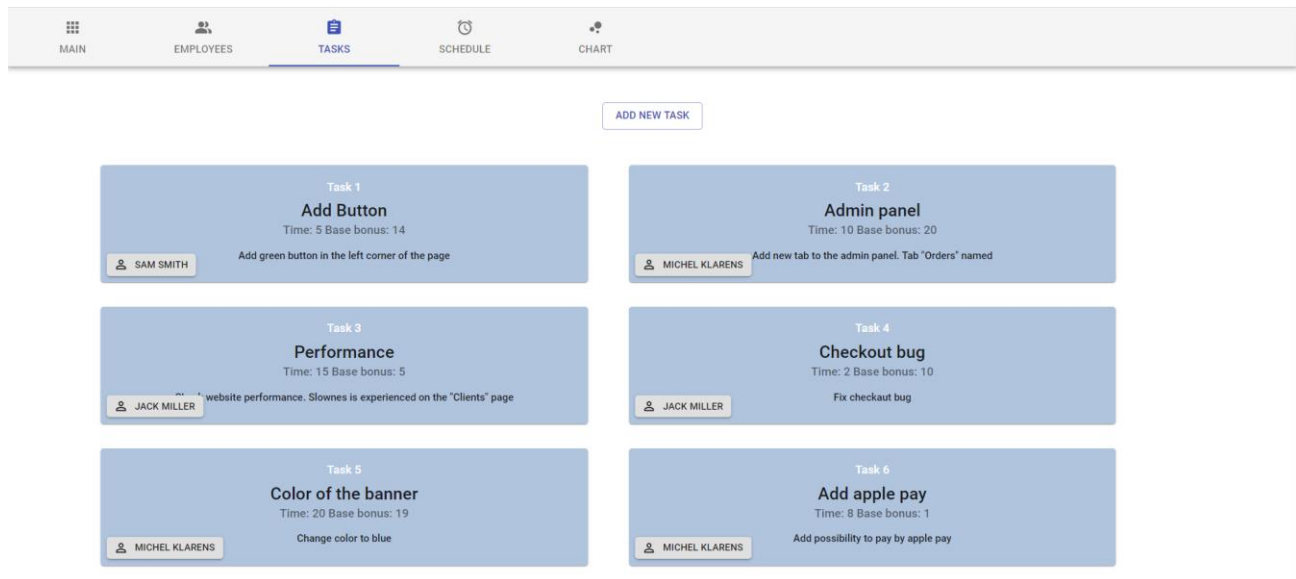 MAIN EMPLOYEES TASKS SCHEDULE CHART
ADD NEW TASK
Task 1
Add Button
Time: 5 Base bonus: 14
Add green button in the left corner of the page
SAM SMITH
Task 2
Admin panel
Time: 10 Base bonus: 20
Add new tab to the admin panel. Tab "Orders" named
MICHEL KLARENS
Task 3
Performance
Time: 15 Base bonus: 5
website performance. Slownes is experienced on the "Clients" page
JACK MILLER
Task 4
Checkout bug
Time: 2 Base bonus: 10
Fix checkaut bug
JACK MILLER
Task 5
Color of the banner
Time: 20 Base bonus: 19
Change color to blue
MICHEL KLARENS
Task 6
Add apple pay
Time: 8 Base bonus: 1
Add possibility to pay by apple pay
MICHEL KLARENS